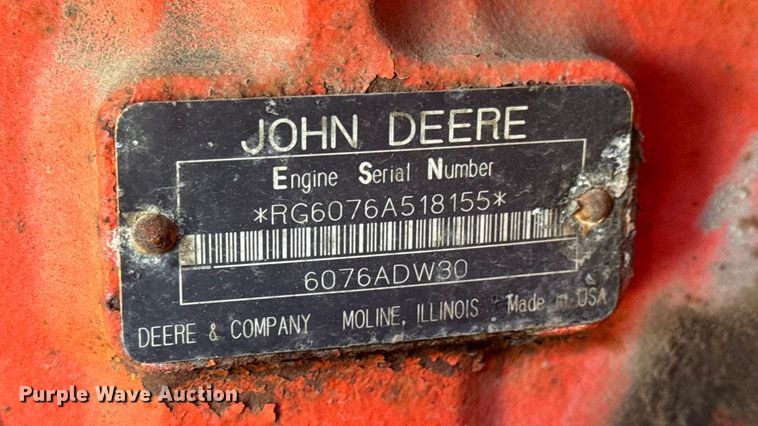 JOHN DEERE
Engine Serial Number
*RG6076A518155*
6076ADW30
DEERE & COMPANY MOLINE, ILLINOIS Made in USA
Purple Wave Auction